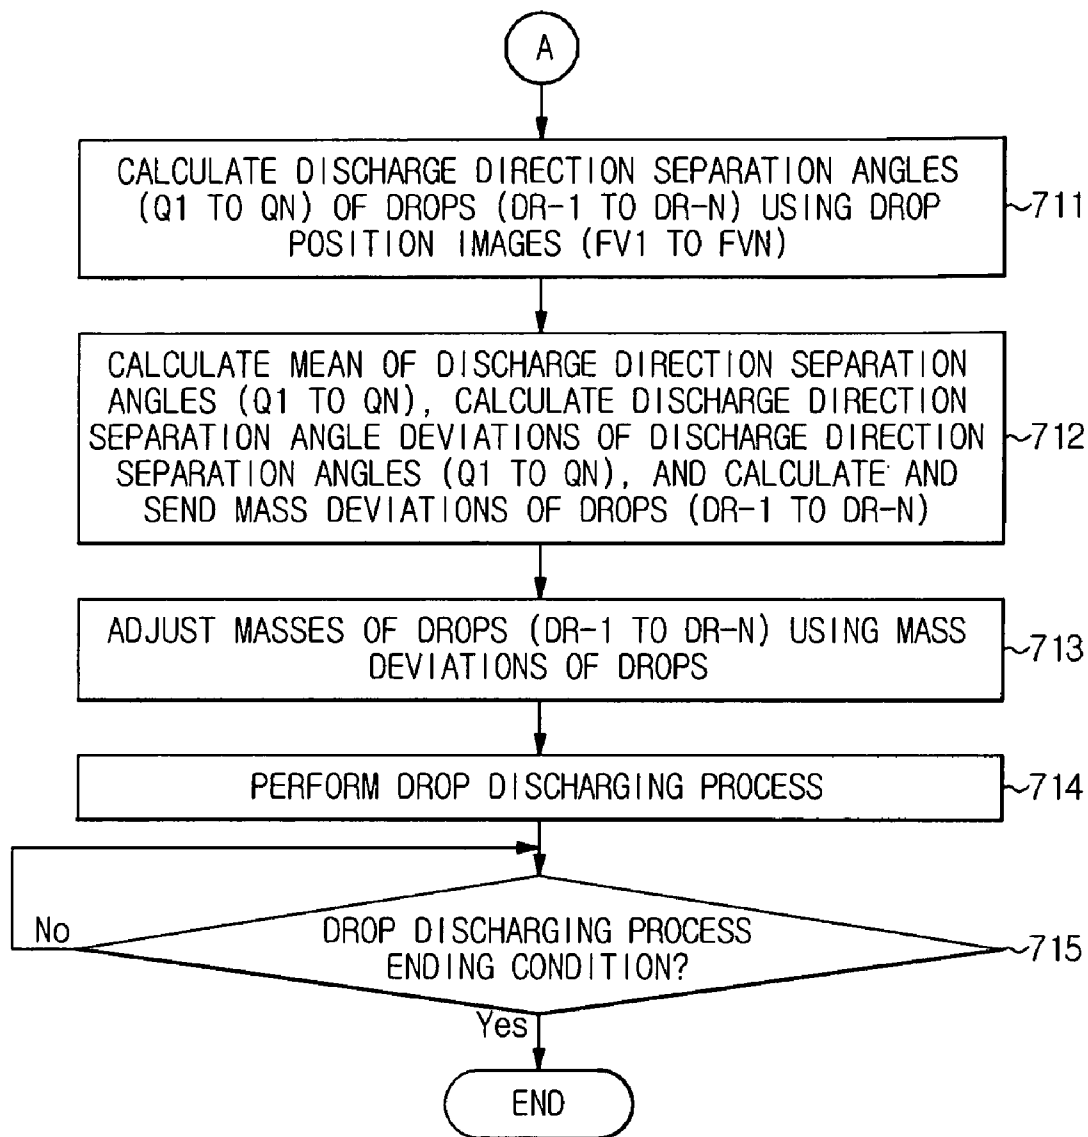 A
CALCULATE DISCHARGE DIRECTION SEPARATION ANGLES
(Q1 TO QN) OF DROPS (DR-1 TO DR-N) USING DROP
POSITION IMAGES (FV1 TO FVN)
~711
CALCULATE MEAN OF DISCHARGE DIRECTION SEPARATION
ANGLES (Q1 TO QN), CALCULATE DISCHARGE DIRECTION
SEPARATION ANGLE DEVIATIONS OF DISCHARGE DIRECTION
SEPARATION ANGLES (Q1 TO QN), AND CALCULATE AND
SEND MASS DEVIATIONS OF DROPS (DR-1 TO DR-N)
~712
ADJUST MASSES OF DROPS (DR-1 TO DR-N) USING MASS
DEVIATIONS OF DROPS
~713
PERFORM DROP DISCHARGING PROCESS
~714
No
DROP DISCHARGING PROCESS
ENDING CONDITION?
~715
Yes
END